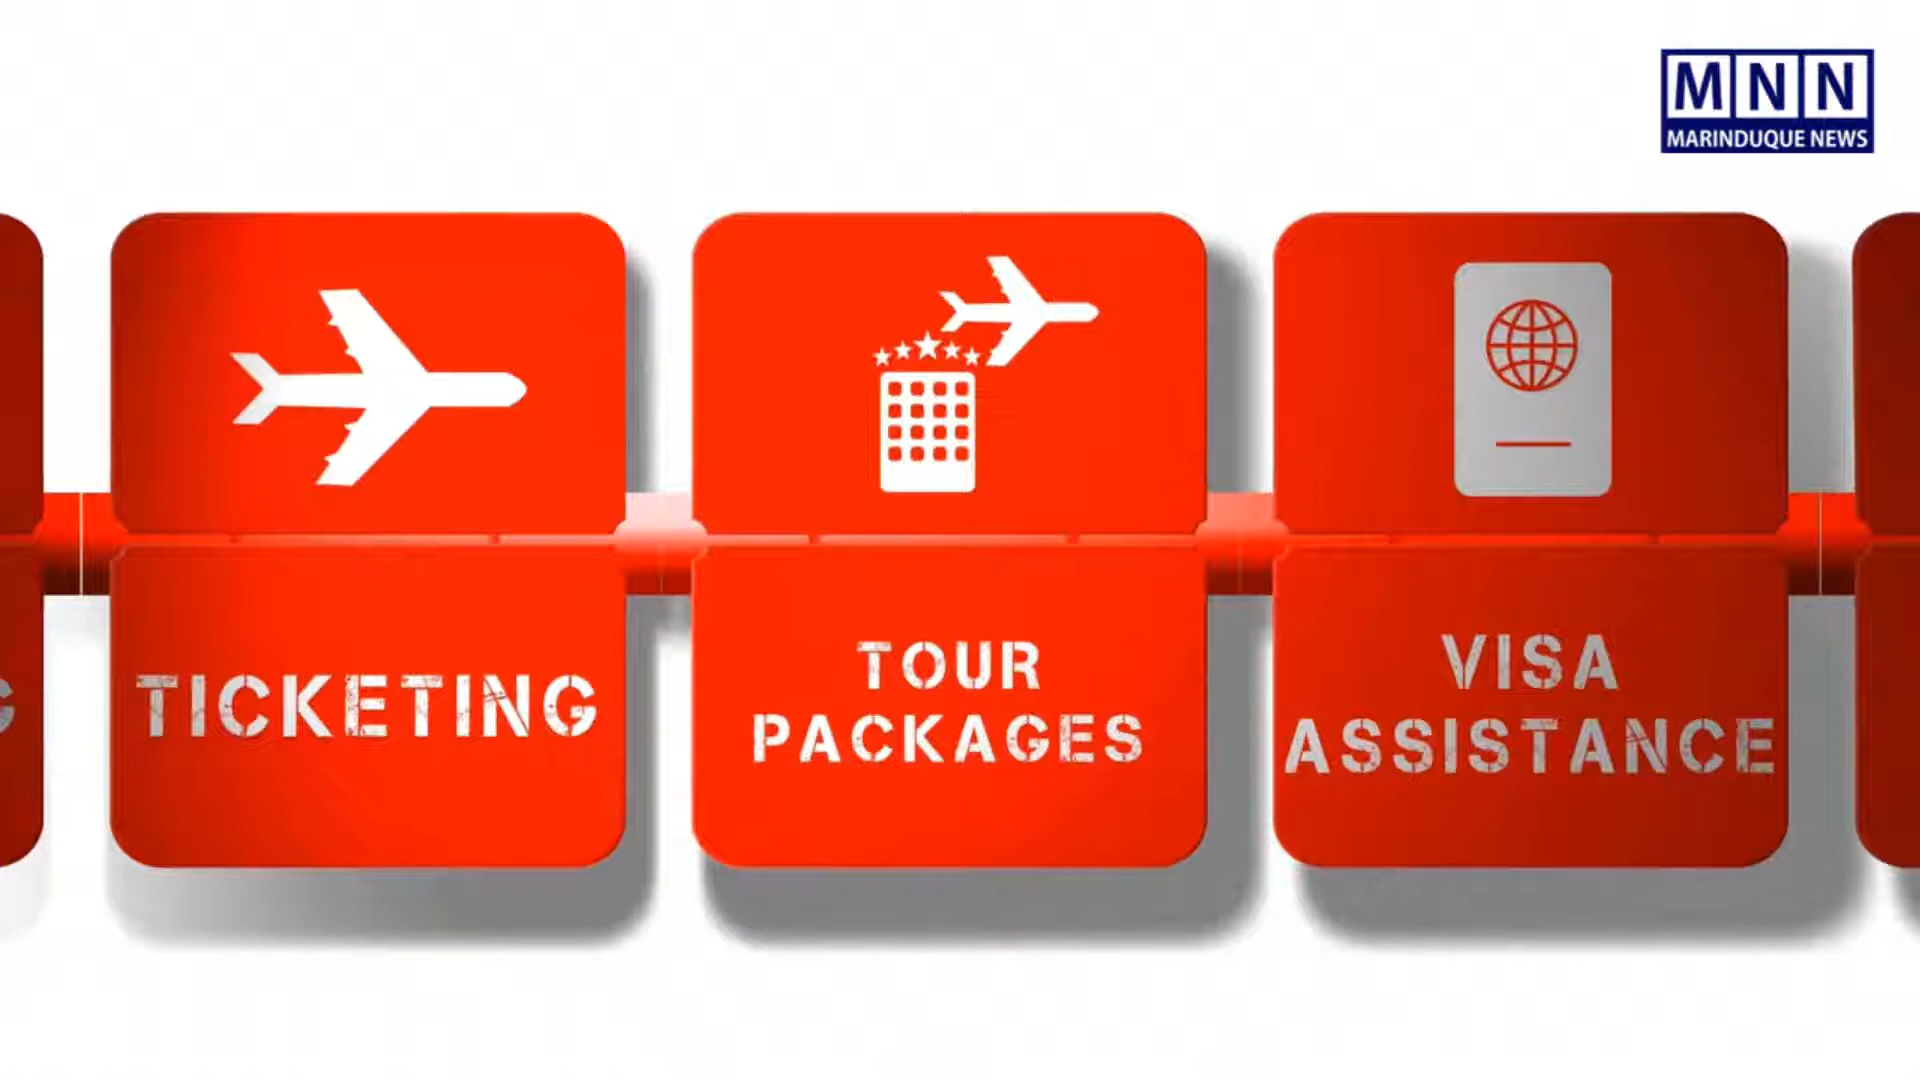 MNN
MARINDUQUE NEWS
TICKETING
TOUR
PACKAGES
VISA
ASSISTANCE